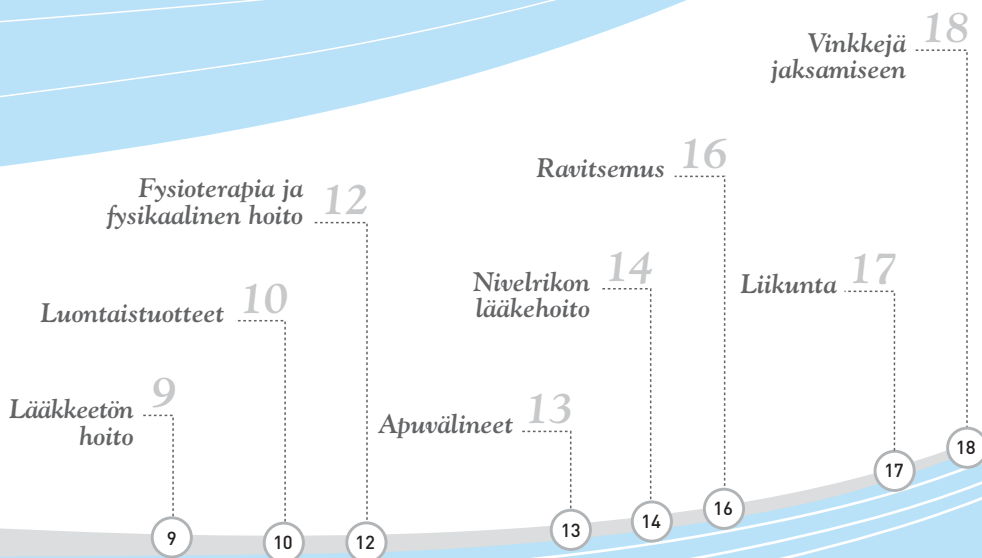 Lääkkeetön
hoito
9
Luontaistuotteet 10
Fysioterapia ja
fysikaalinen hoito
12
Apuvälineet 13
Nivelrikon
lääkehoito
14
Ravitsemus 16
Liikunta 17
Vinkkejä
jaksamiseen
18
9
10
12
13
14
16
17
18